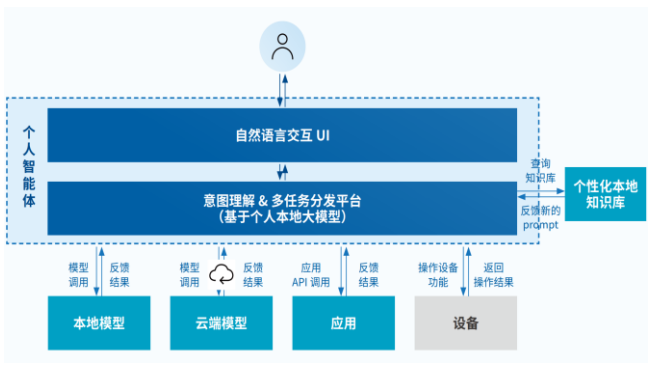 个人智能体
自然语言交互 UI
意图理解 & 多任务分发平台
（基于个人本地大模型）
查询
知识库
反馈新的
prompt
个性化本地
知识库
模型
调用
反馈
结果
模型
调用
反馈
结果
应用
API 调用
反馈
结果
操作设备
功能
返回
操作结果
本地模型
云端模型
应用
设备